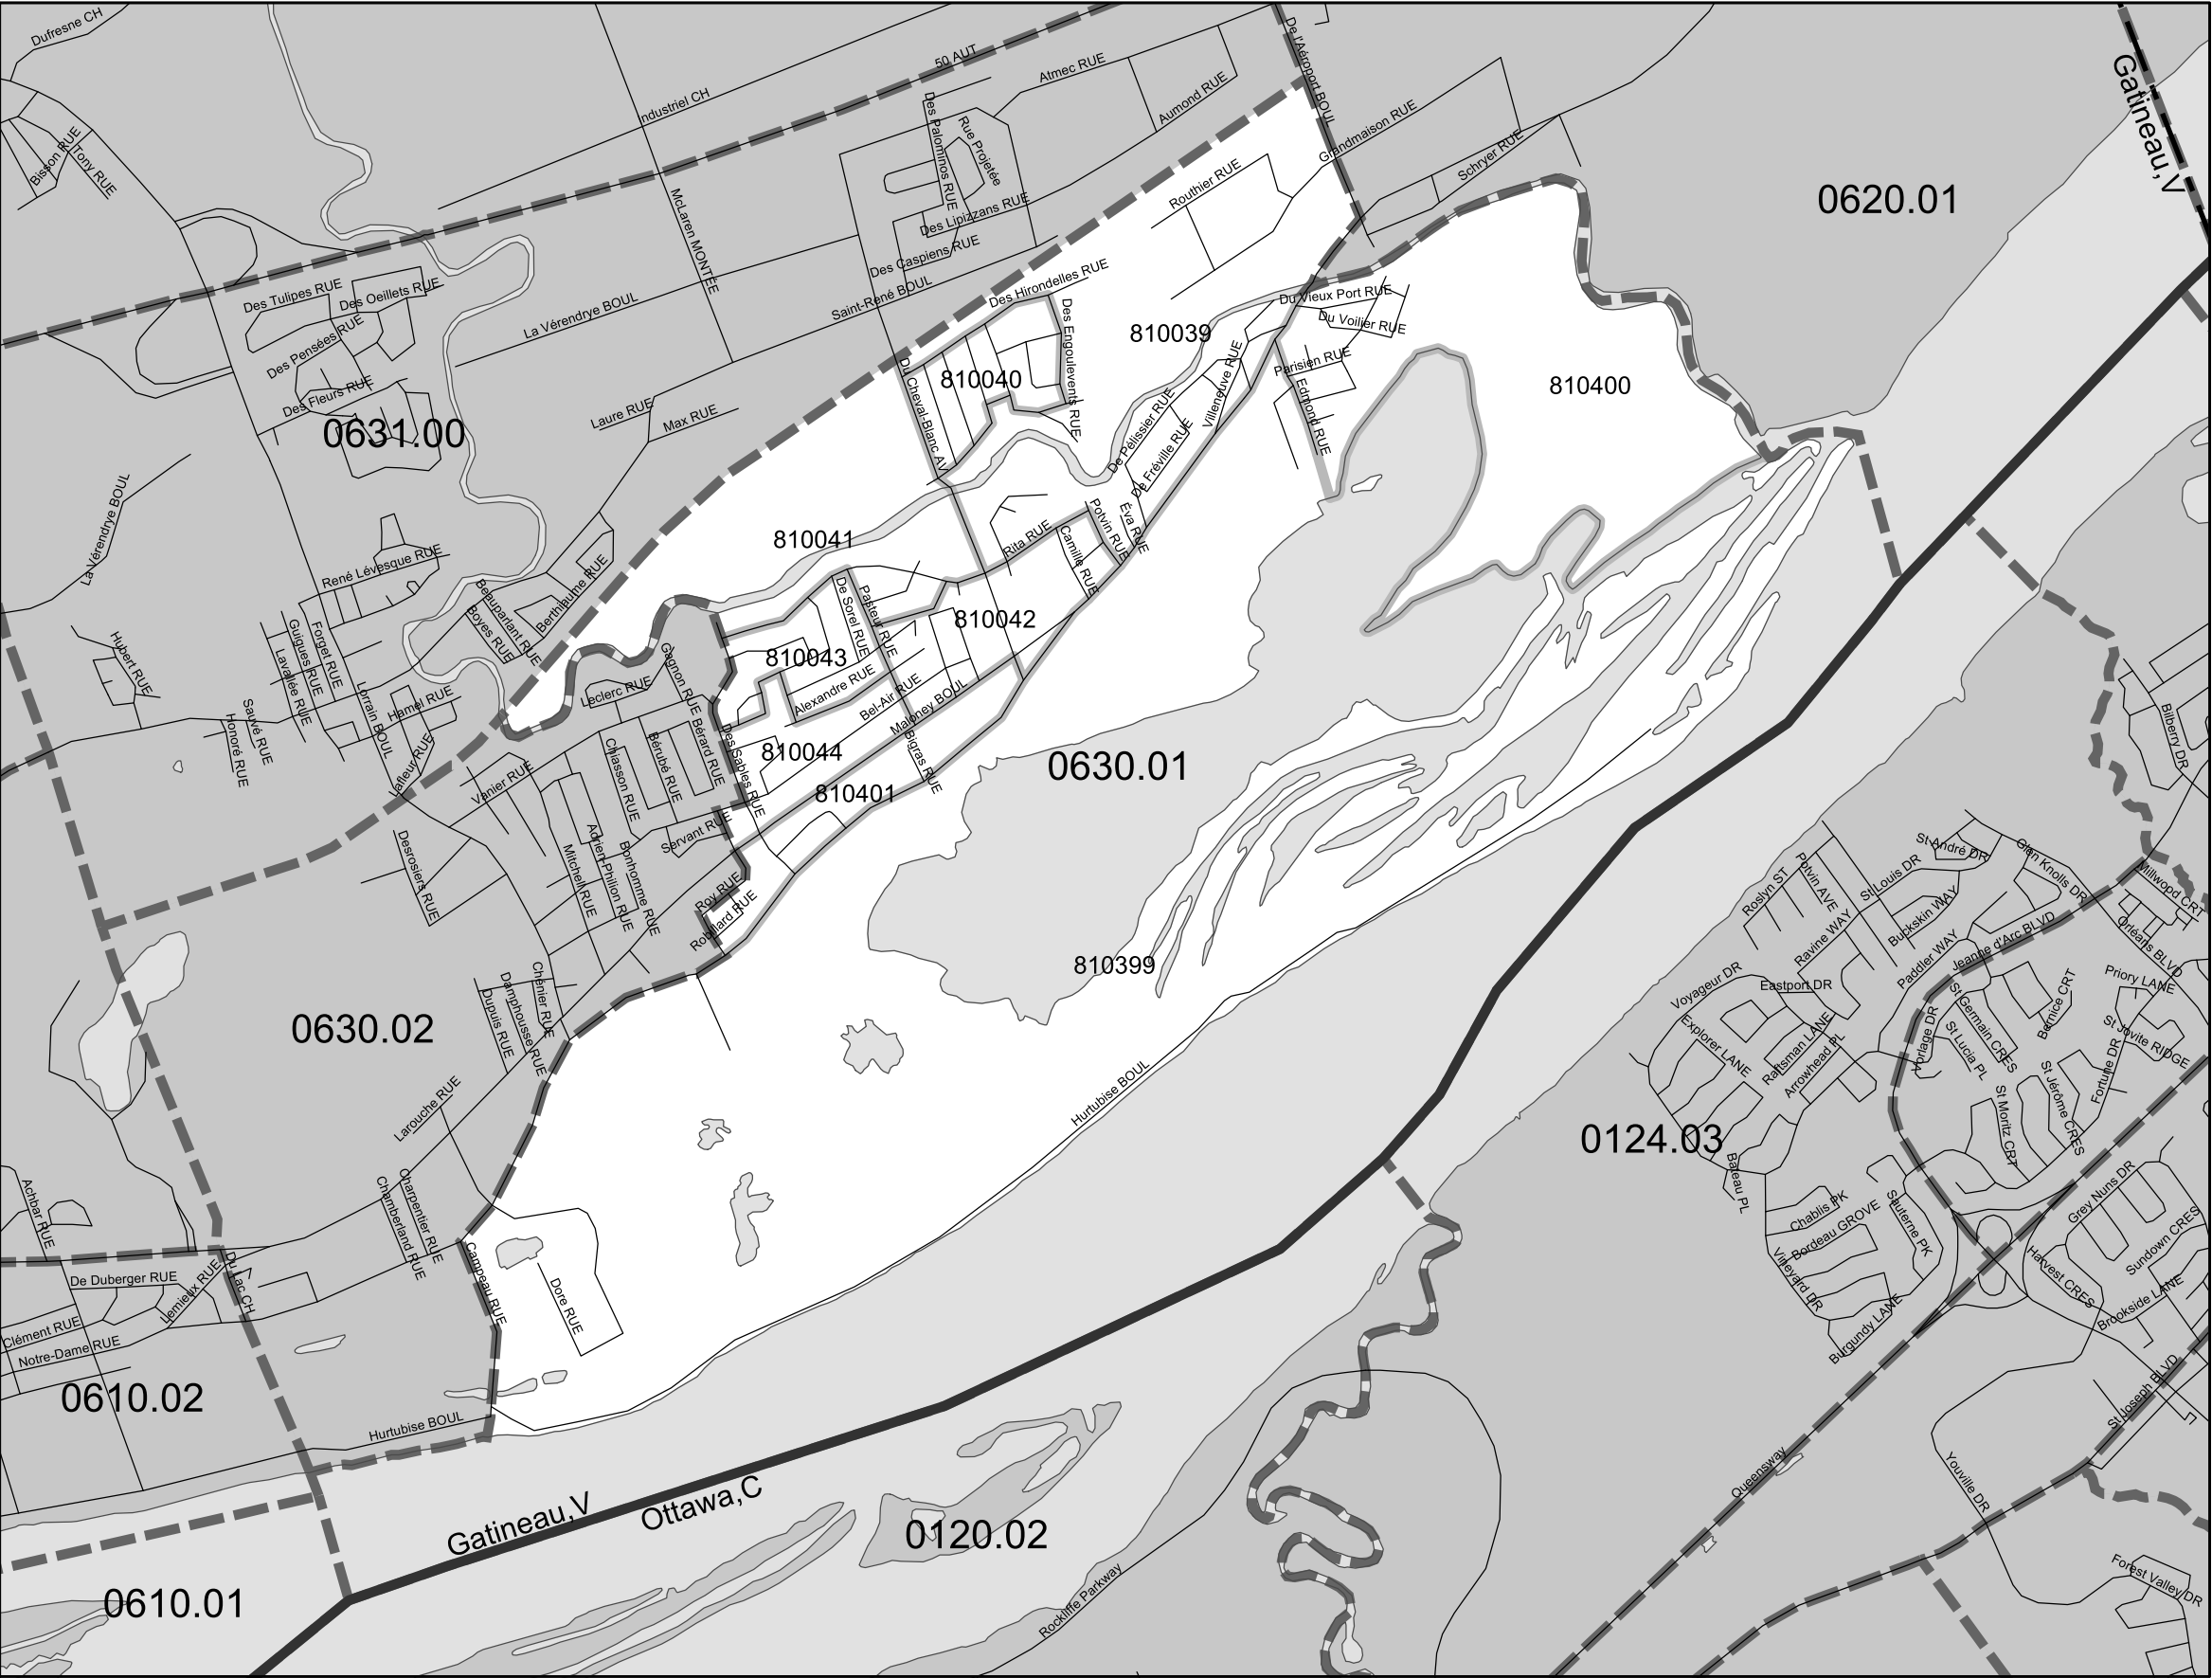 Dufresne CH
50 AUT
De l'Aéroport BOUL
Gatineau,V
Atmec RUE
ndustriel CH
Aumond RUE
Des Palominos RUE
Rue Projetée
Bisson RUE
Tony RUE
Grandmaison RUE
Schryer RUE
Routhier RUE
0620.01
McLaren MONTÉE
Des Lipizzans RUE
Des Caspiens RUE
Saint-René BOUL
Des Hirondelles RUE
Des Tulipes RUE
Des Oeillets RUE
La Vérendrye BOUL
Du Vieux Port RUE
Du Voilier RUE
810039
Des Engoulevents RUE
Des Pensées RUE
Des Fleurs RUE
0631.00
810040
Du Cheval-Blanc AV
Villeneuve RUE
Parisien RUE
Edmond RUE
810400
Laure RUE
Max RUE
De Pélissier RUE
De Fréville RUE
La Vérendrye BOUL
810041
Potvin RUE
Éva RUE
Rita RUE
Camille RUE
René Lévesque RUE
Beauparlant RUE
Boyes RUE
Berthiaume RUE
De Sorel RUE
Pasteur RUE
810042
Hubert RUE
Guigues RUE
Forget RUE
Lavallée RUE
Gagnon RUE
810043
Leclerc RUE
Alexandre RUE
Bel-Air RUE
Maloney BOUL
Sauvé RUE
Honoré RUE
Lorrain BOUL
Hamel RUE
Lafleur RUE
Bérard RUE
Des Sables RUE
810044
Bigras RUE
0630.01
Bilberry DR
Vanier RUE
Chiasson RUE
Bérubé RUE
810401
Servant RUE
Desrosiers RUE
Mitchell RUE
Adrien-Philion RUE
Bonhomme RUE
Roy RUE
Robillard RUE
St-André DR
Glen Knolls DR
Millwood CRT
Roslyn ST
Potvin AVE
St-Louis DR
Buckskin WAY
Ravine WAY
Orléans BLVD
Paddler WAY
Jeanne d'Arc BLVD
810399
Voyageur DR
Eastport DR
Priory LANE
Chénier RUE
Damphousse RUE
Dupuis RUE
0630.02
Explorer LANE
Raftsman LANE
Arrowhead PL
Vorlage DR
St Germain CRES
St Lucia PL
Bernice CRT
St Jovite RIDGE
Fortune DR
St Jérôme CRES
St Moritz CRT
Larouche RUE
Hurtubise BOUL
0124.03
Bateau PL
Achbar RUE
Charpentier RUE
Chamberland RUE
Chablis PK
Bordeau GROVE
Sauterne PK
Grey Nuns DR
Sundown CRES
Harvest CRES
Brookside LANE
Vineyard DR
Burgundy LANE
De Duberger RUE
Lemieux RUE
Du Lac CH
Campeau RUE
Dore RUE
Clément RUE
Notre-Dame RUE
0610.02
Hurtubise BOUL
St Joseph BLVD
Queensway
Youville DR
Gatineau,V
Ottawa,C
0120.02
0610.01
Rockliffe Parkway
Forest Valley DR